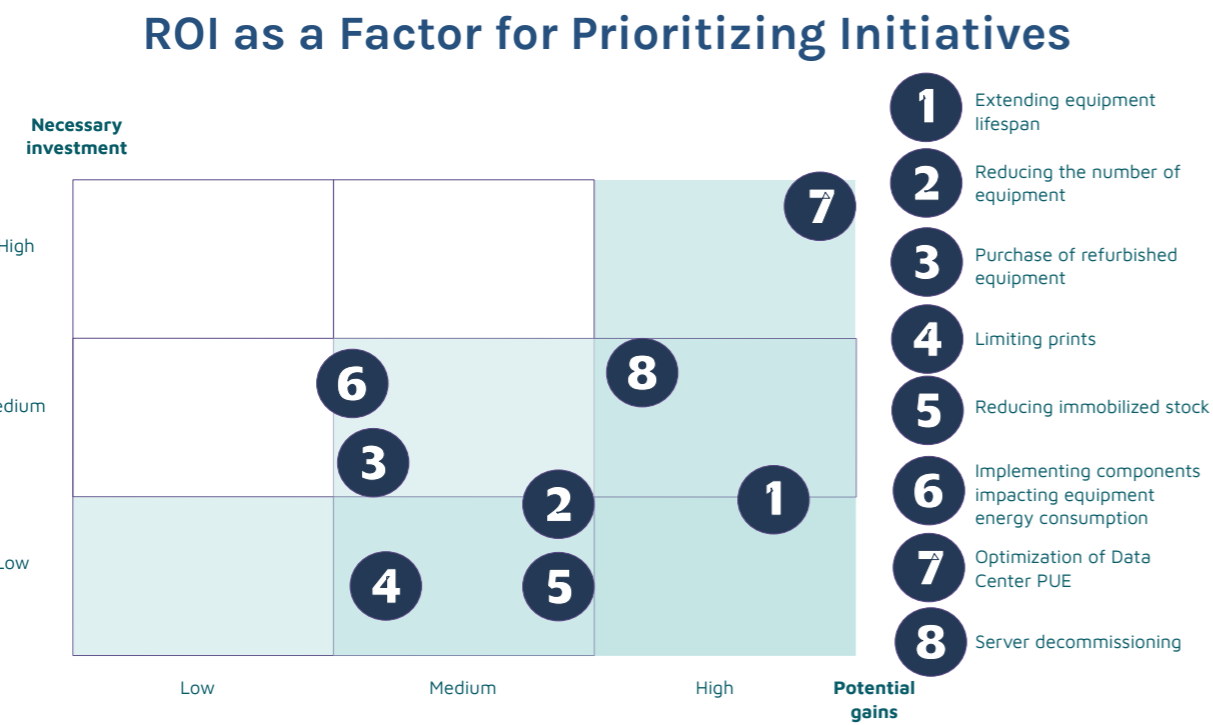 ROI as a Factor for Prioritizing Initiatives
Necessary
investment
High
edium
Low
7
6
8
3
2
1
4
5
Low
Medium
High
Potential
gains
1
Extending equipment
lifespan
2
Reducing the number of
equipment
3
Purchase of refurbished
equipment
4
Limiting prints
5
Reducing immobilized stock
6
Implementing components
impacting equipment
energy consumption
7
Optimization of Data
Center PUE
8
Server decommissioning